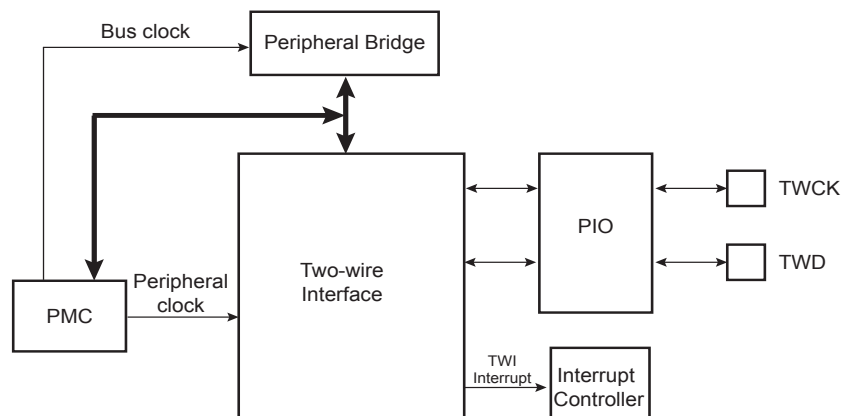 Bus clock
Peripheral Bridge
TWCK
PIO
TWD
Two-wire
Interface
Peripheral
clock
PMC
TWI
Interrupt
Interrupt
Controller